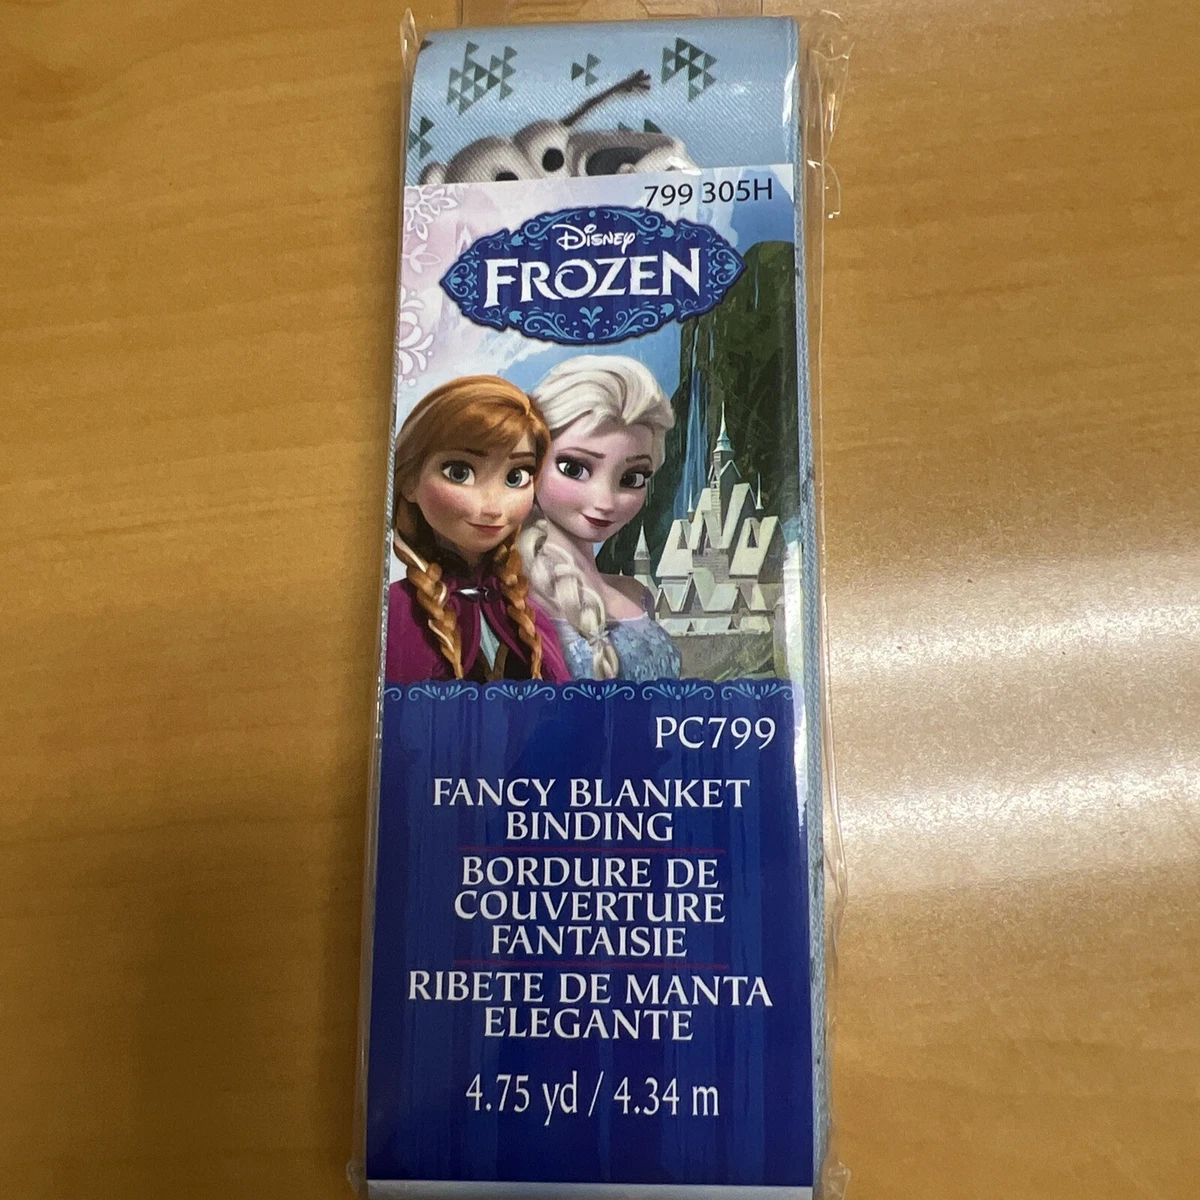 799 305H
DISNEY
FROZEN
PC799
FANCY BLANKET
BINDING
BORDURE DE
COUVERTURE
FANTAISIE
RIBETE DE MANTA
ELEGANTE
4.75 yd / 4.34 m